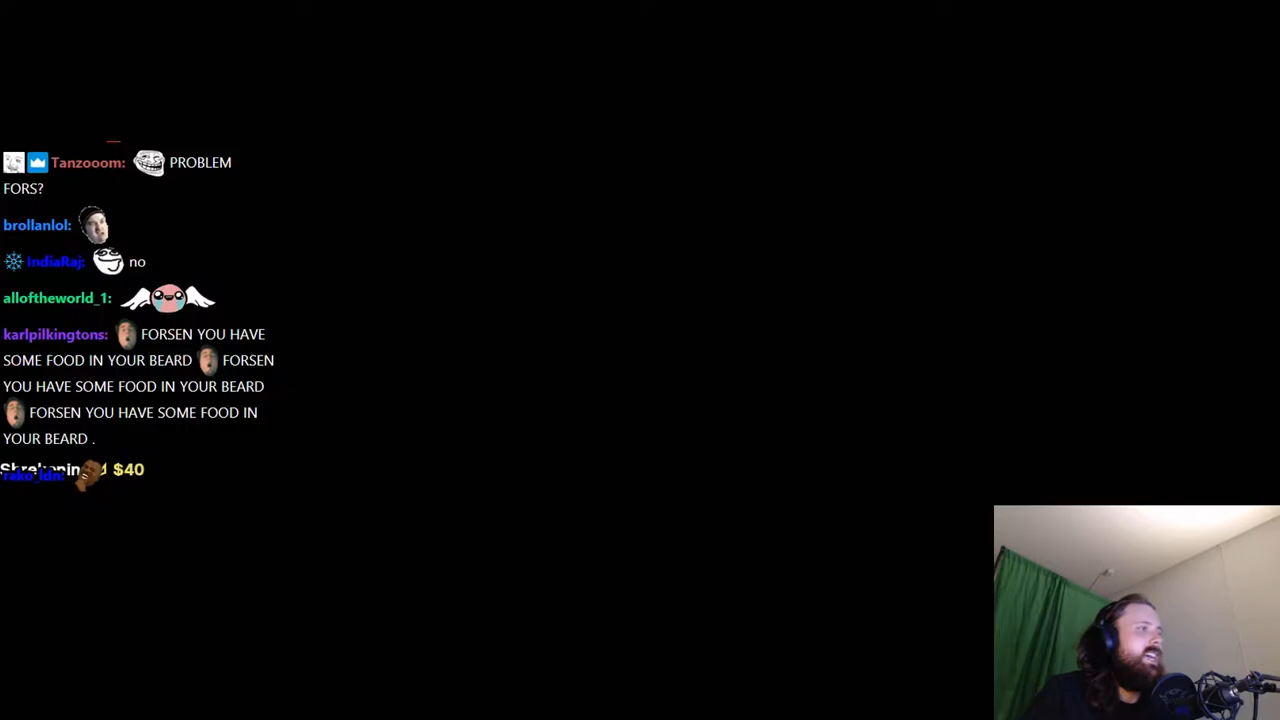 Tanzooom: PROBLEM
FORS?
brollanlol:
IndiaRaj: no
alloftheworld_1:
karlpilkingtons: FORSEN YOU HAVE
SOME FOOD IN YOUR BEARD FORSEN
YOU HAVE SOME FOOD IN YOUR BEARD
FORSEN YOU HAVE SOME FOOD IN
YOUR BEARD .
$40
rako_ldn: